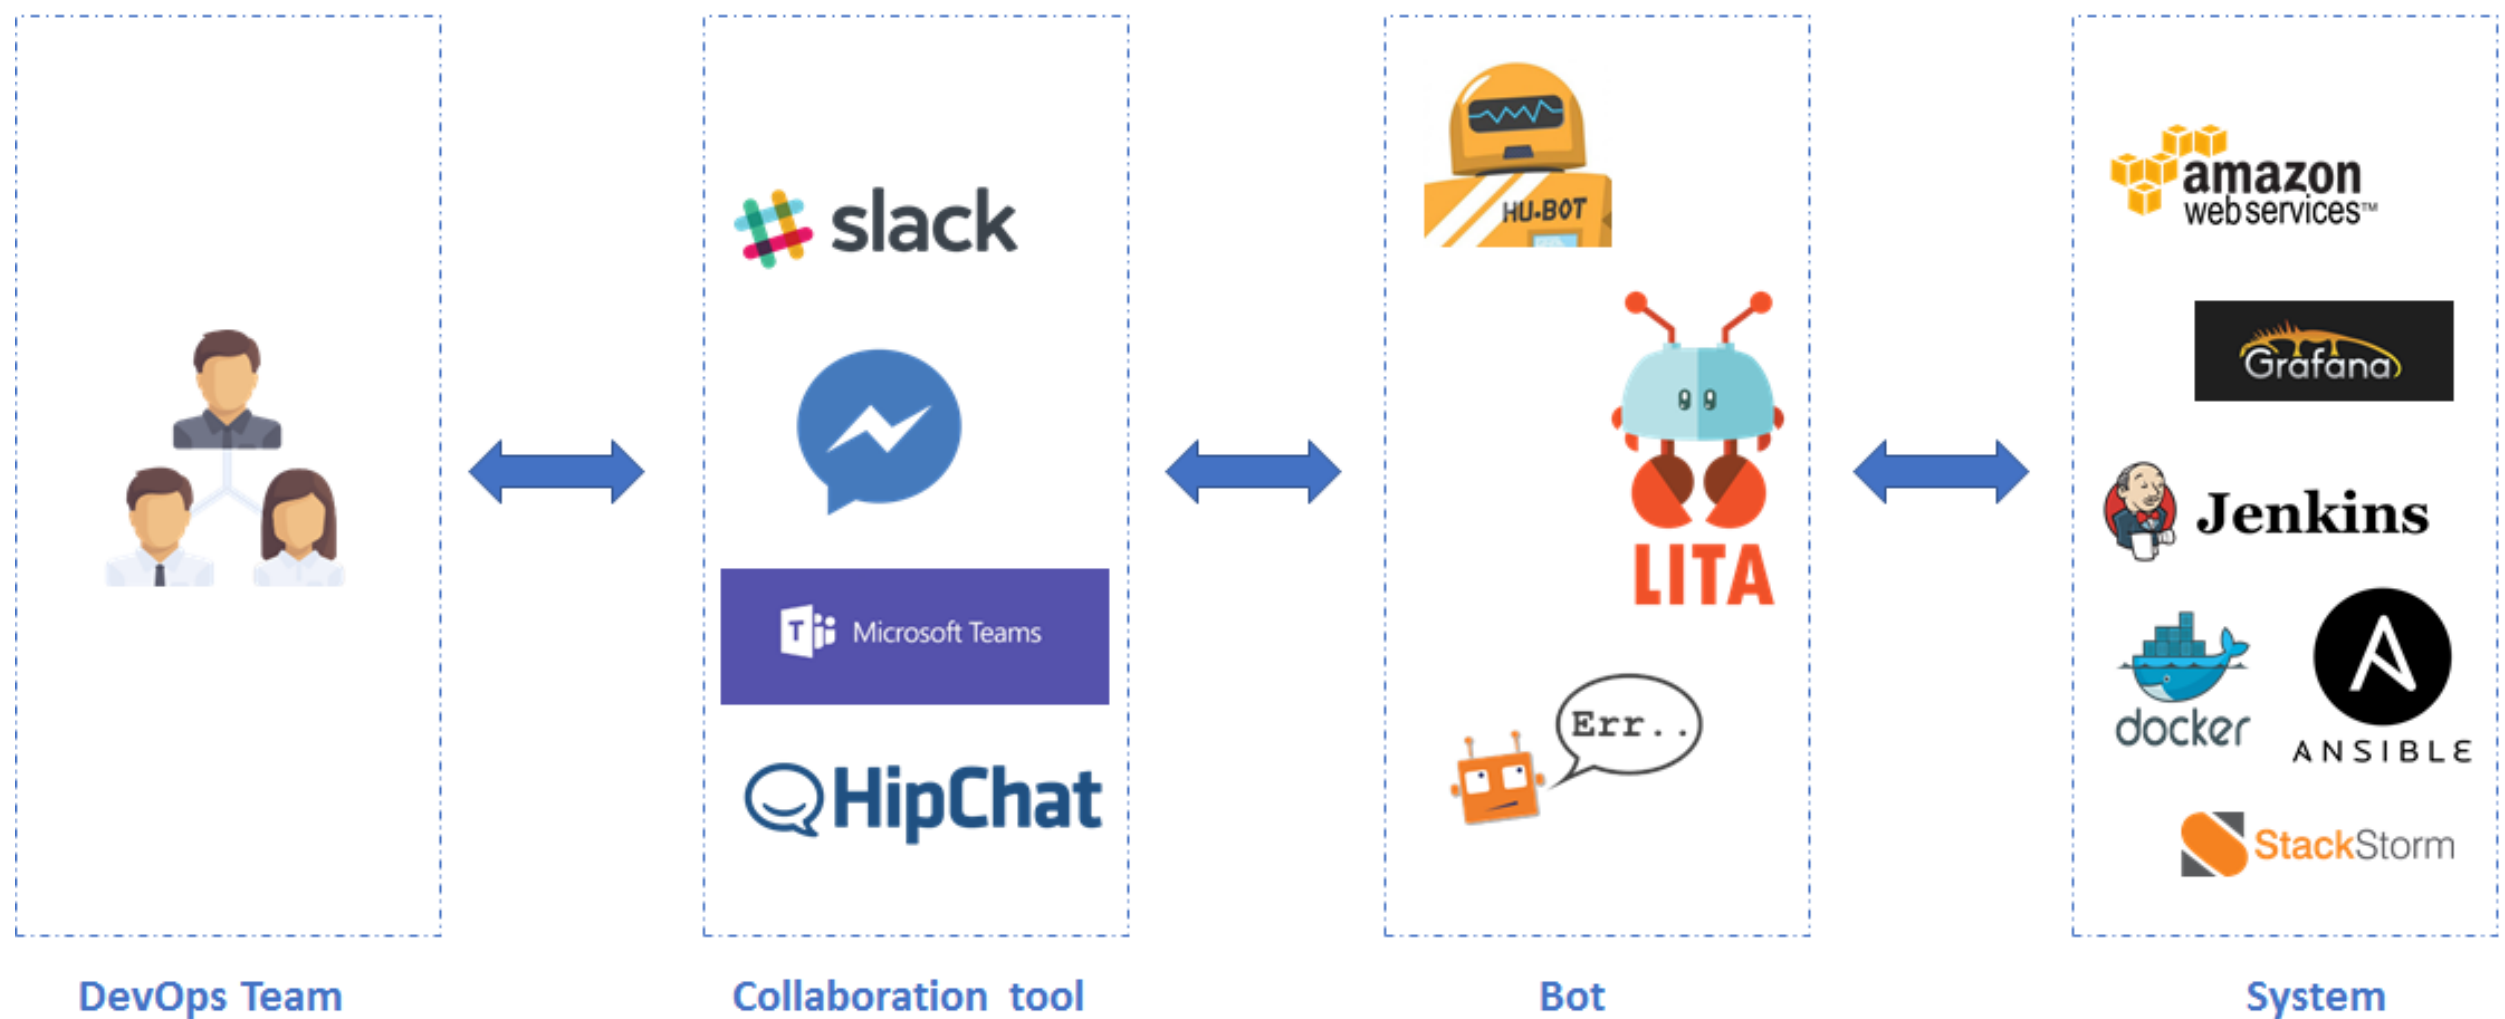 slack
Microsoft Teams
HipChat
HU-BOT
LITA
Err..
amazon
web services™
Grafana
Jenkins
docker
ANSIBLE
StackStorm
DevOps Team
Collaboration tool
Bot
System